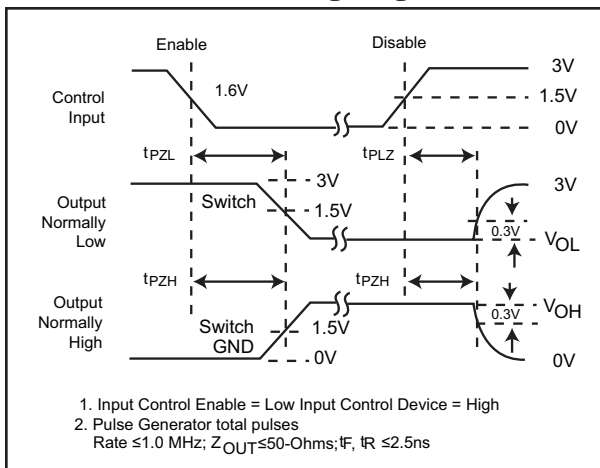 Enable
Disable
Control
Input
1.6V
3V
1.5V
0V
tPZL
tPLZ
Output
Normally
Low
Switch
3V
1.5V
3V
0.3V
VOL
tPZH
tPZH
Output
Normally
High
Switch
GND
1.5V
0V
VOH
0.3V
0V
1. Input Control Enable = Low Input Control Device = High
2. Pulse Generator total pulses
Rate ≤1.0 MHz; ZOUT≤50-Ohms;tF, tR ≤2.5ns